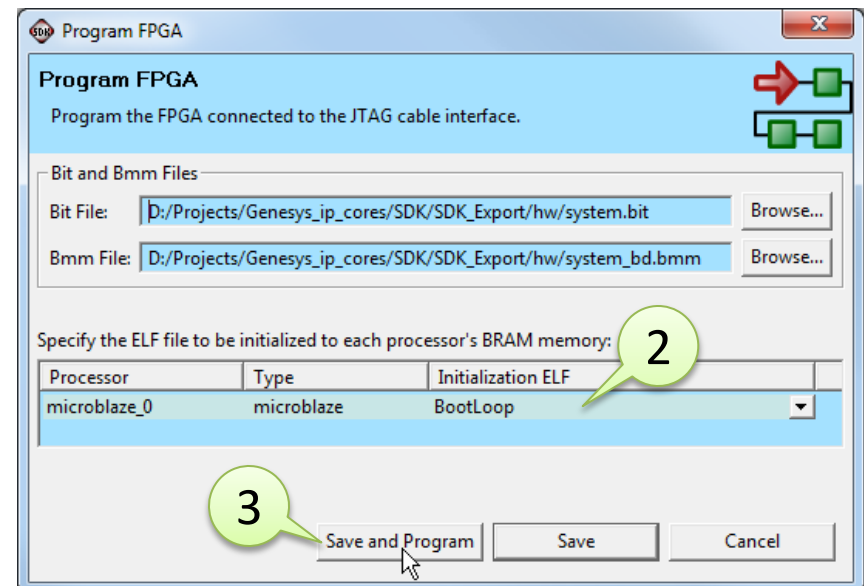 SDK Program FPGA x
Program FPGA
Program the FPGA connected to the JTAG cable interface.
Bit and Bmm Files
Bit File: D:/Projects/Genesys_ip_cores/SDK/SDK_Export/hw/system.bit Browse...
Bmm File: D:/Projects/Genesys_ip_cores/SDK/SDK_Export/hw/system_bd.bmm Browse...
Specify the ELF file to be initialized to each processor's BRAM memory: 2
Processor Type Initialization ELF
microblaze_0 microblaze BootLoop
3
Save and Program Save Cancel